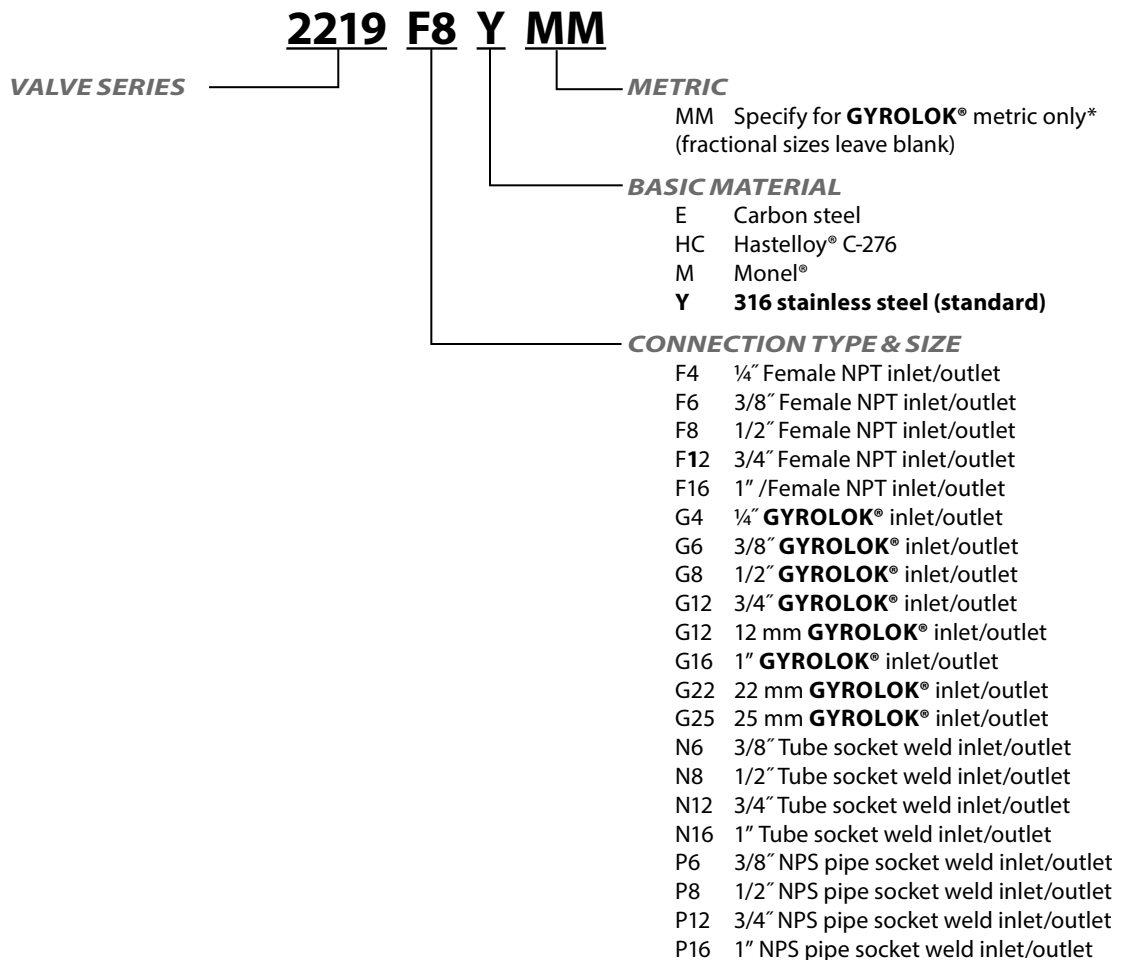 2219 F8 Y MM
VALVE SERIES
METRIC
MM Specify for GYROLOK® metric only*
(fractional sizes leave blank)
BASIC MATERIAL
E Carbon steel
HC Hastelloy® C-276
M Monel®
Y 316 stainless steel (standard)
CONNECTION TYPE & SIZE
F4 ¼˝ Female NPT inlet/outlet
F6 3/8˝ Female NPT inlet/outlet
F8 1/2˝ Female NPT inlet/outlet
F12 3/4˝ Female NPT inlet/outlet
F16 1” /Female NPT inlet/outlet
G4 ¼˝ GYROLOK® inlet/outlet
G6 3/8˝ GYROLOK® inlet/outlet
G8 1/2˝ GYROLOK® inlet/outlet
G12 3/4˝ GYROLOK® inlet/outlet
G12 12 mm GYROLOK® inlet/outlet
G16 1” GYROLOK® inlet/outlet
G22 22 mm GYROLOK® inlet/outlet
G25 25 mm GYROLOK® inlet/outlet
N6 3/8˝ Tube socket weld inlet/outlet
N8 1/2˝ Tube socket weld inlet/outlet
N12 3/4˝ Tube socket weld inlet/outlet
N16 1” Tube socket weld inlet/outlet
P6 3/8˝ NPS pipe socket weld inlet/outlet
P8 1/2˝ NPS pipe socket weld inlet/outlet
P12 3/4˝ NPS pipe socket weld inlet/outlet
P16 1” NPS pipe socket weld inlet/outlet